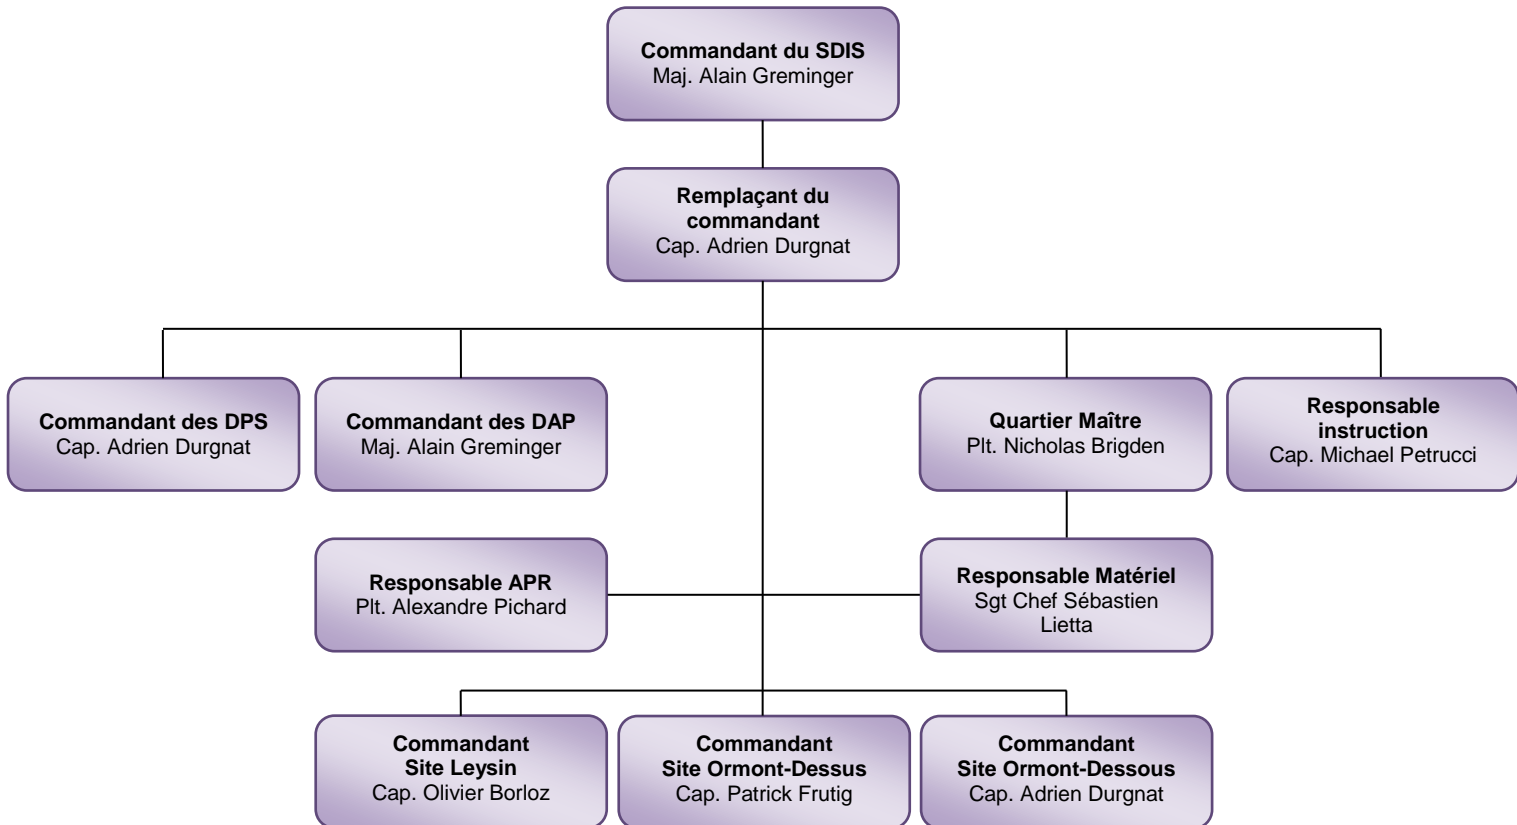 Commandant du SDIS
Maj. Alain Greminger
Remplaçant du
commandant
Cap. Adrien Durgnat
Commandant des DPS
Cap. Adrien Durgnat
Commandant des DAP
Maj. Alain Greminger
Quartier Maître
Plt. Nicholas Brigden
Responsable
instruction
Cap. Michael Petrucci
Responsable APR
Plt. Alexandre Pichard
Responsable Matériel
Sgt Chef Sébastien
Lietta
Commandant
Site Leysin
Cap. Olivier Borloz
Commandant
Site Ormont-Dessus
Cap. Patrick Frutig
Commandant
Site Ormont-Dessous
Cap. Adrien Durgnat